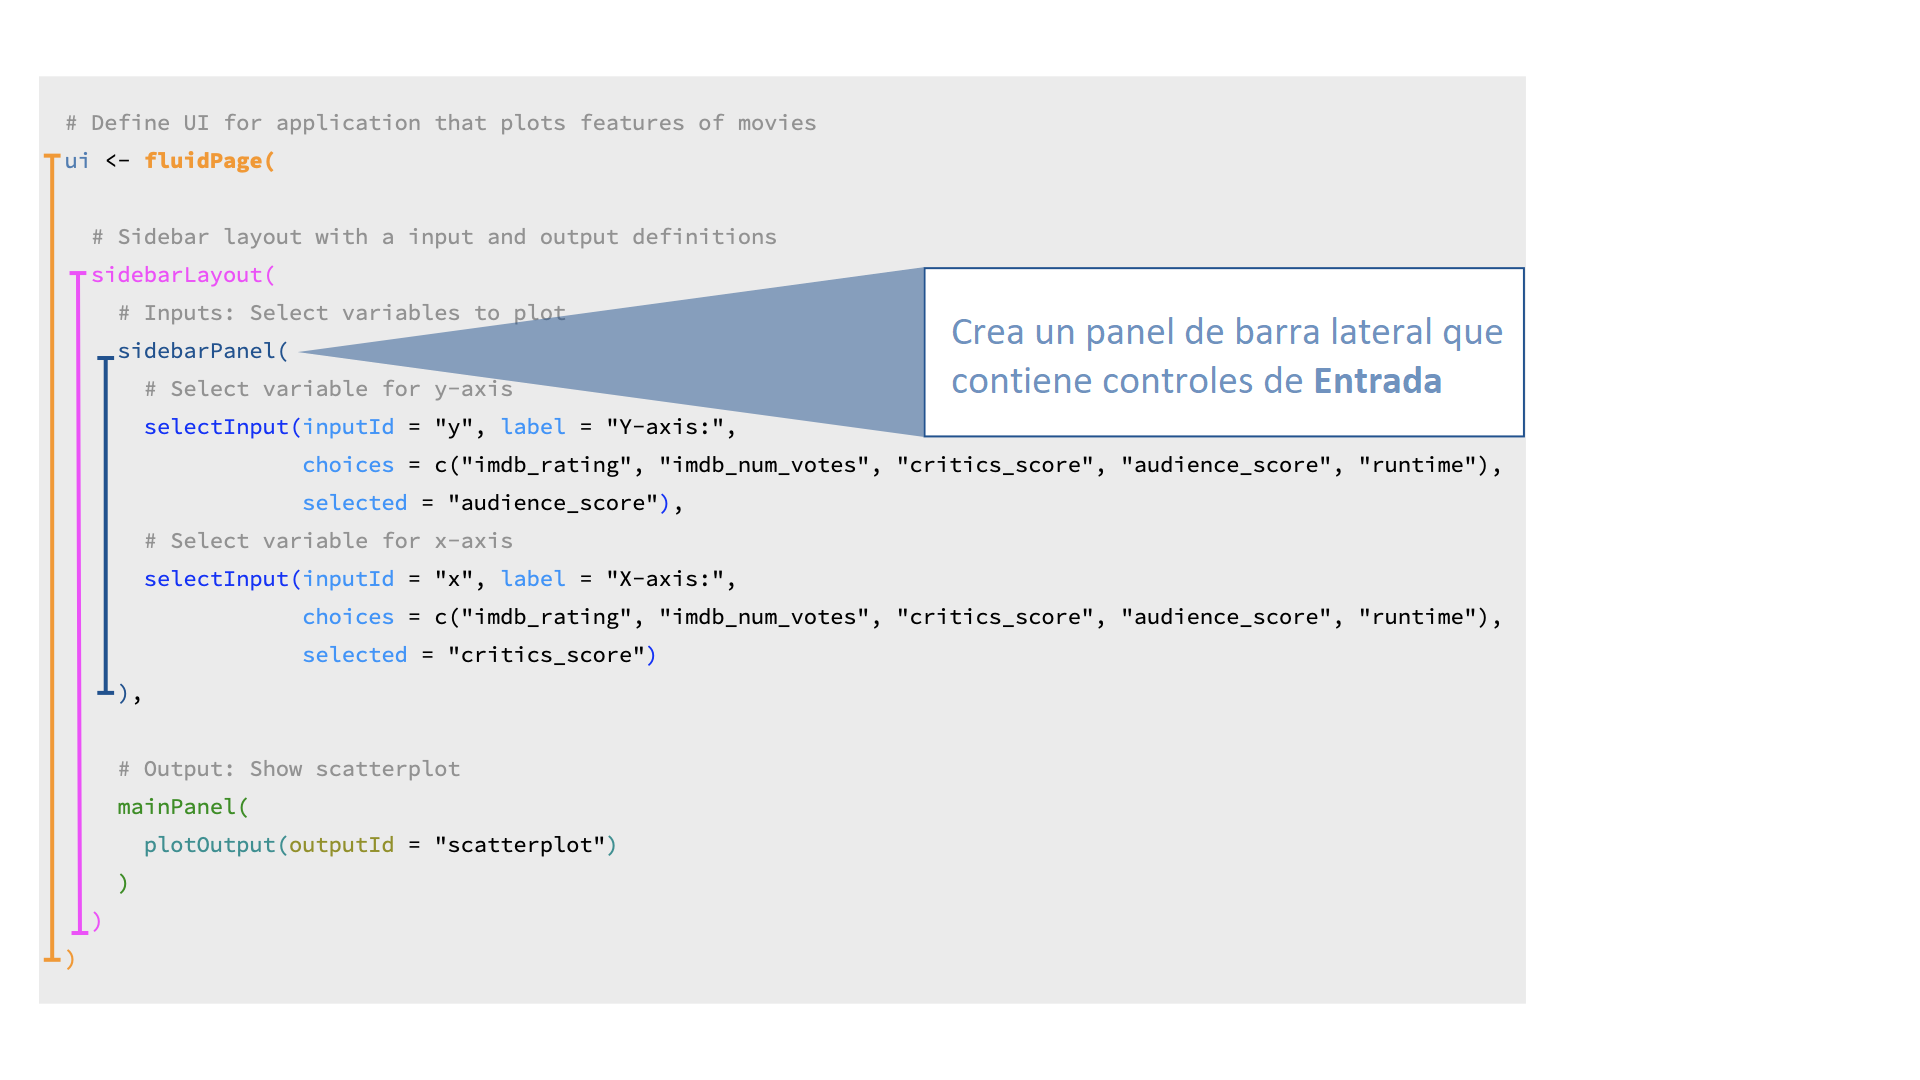 # Define UI for application that plots features of movies
ui <- fluidPage(
# Sidebar layout with a input and output definitions
sidebarLayout(
# Inputs: Select variables to plot
sidebarPanel(
Crea un panel de barra lateral que
contiene controles de Entrada
# Select variable for y-axis
selectInput(inputId = "y", label = "Y-axis:",
choices = c("imdb_rating", "imdb_num_votes", "critics_score", "audience_score", "runtime"),
selected = "audience_score"),
# Select variable for x-axis
selectInput(inputId = "x", label = "X-axis:",
choices = c("imdb_rating", "imdb_num_votes", "critics_score", "audience_score", "runtime"),
selected = "critics_score")
),
# Output: Show scatterplot
mainPanel(
plotOutput(outputId = "scatterplot")
)
)
)